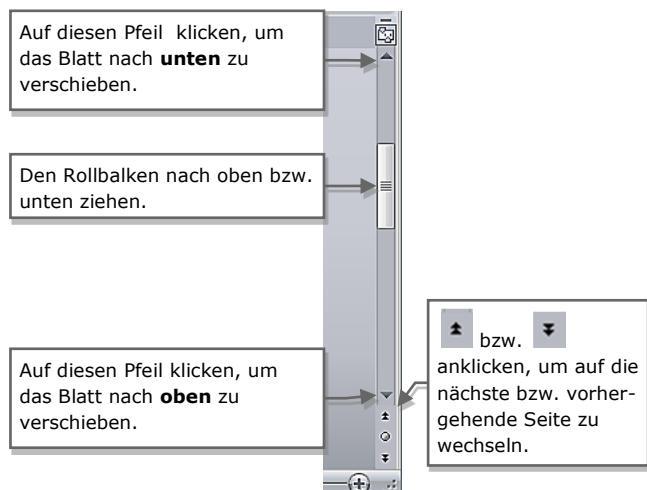 Auf diesen Pfeil klicken, um
das Blatt nach unten zu
verschieben.
Den Rollbalken nach oben bzw.
unten ziehen.
Auf diesen Pfeil klicken, um
das Blatt nach oben zu
verschieben.
bzw.
anklicken, um auf die
nächste bzw. vorher-
gehende Seite zu
wechseln.